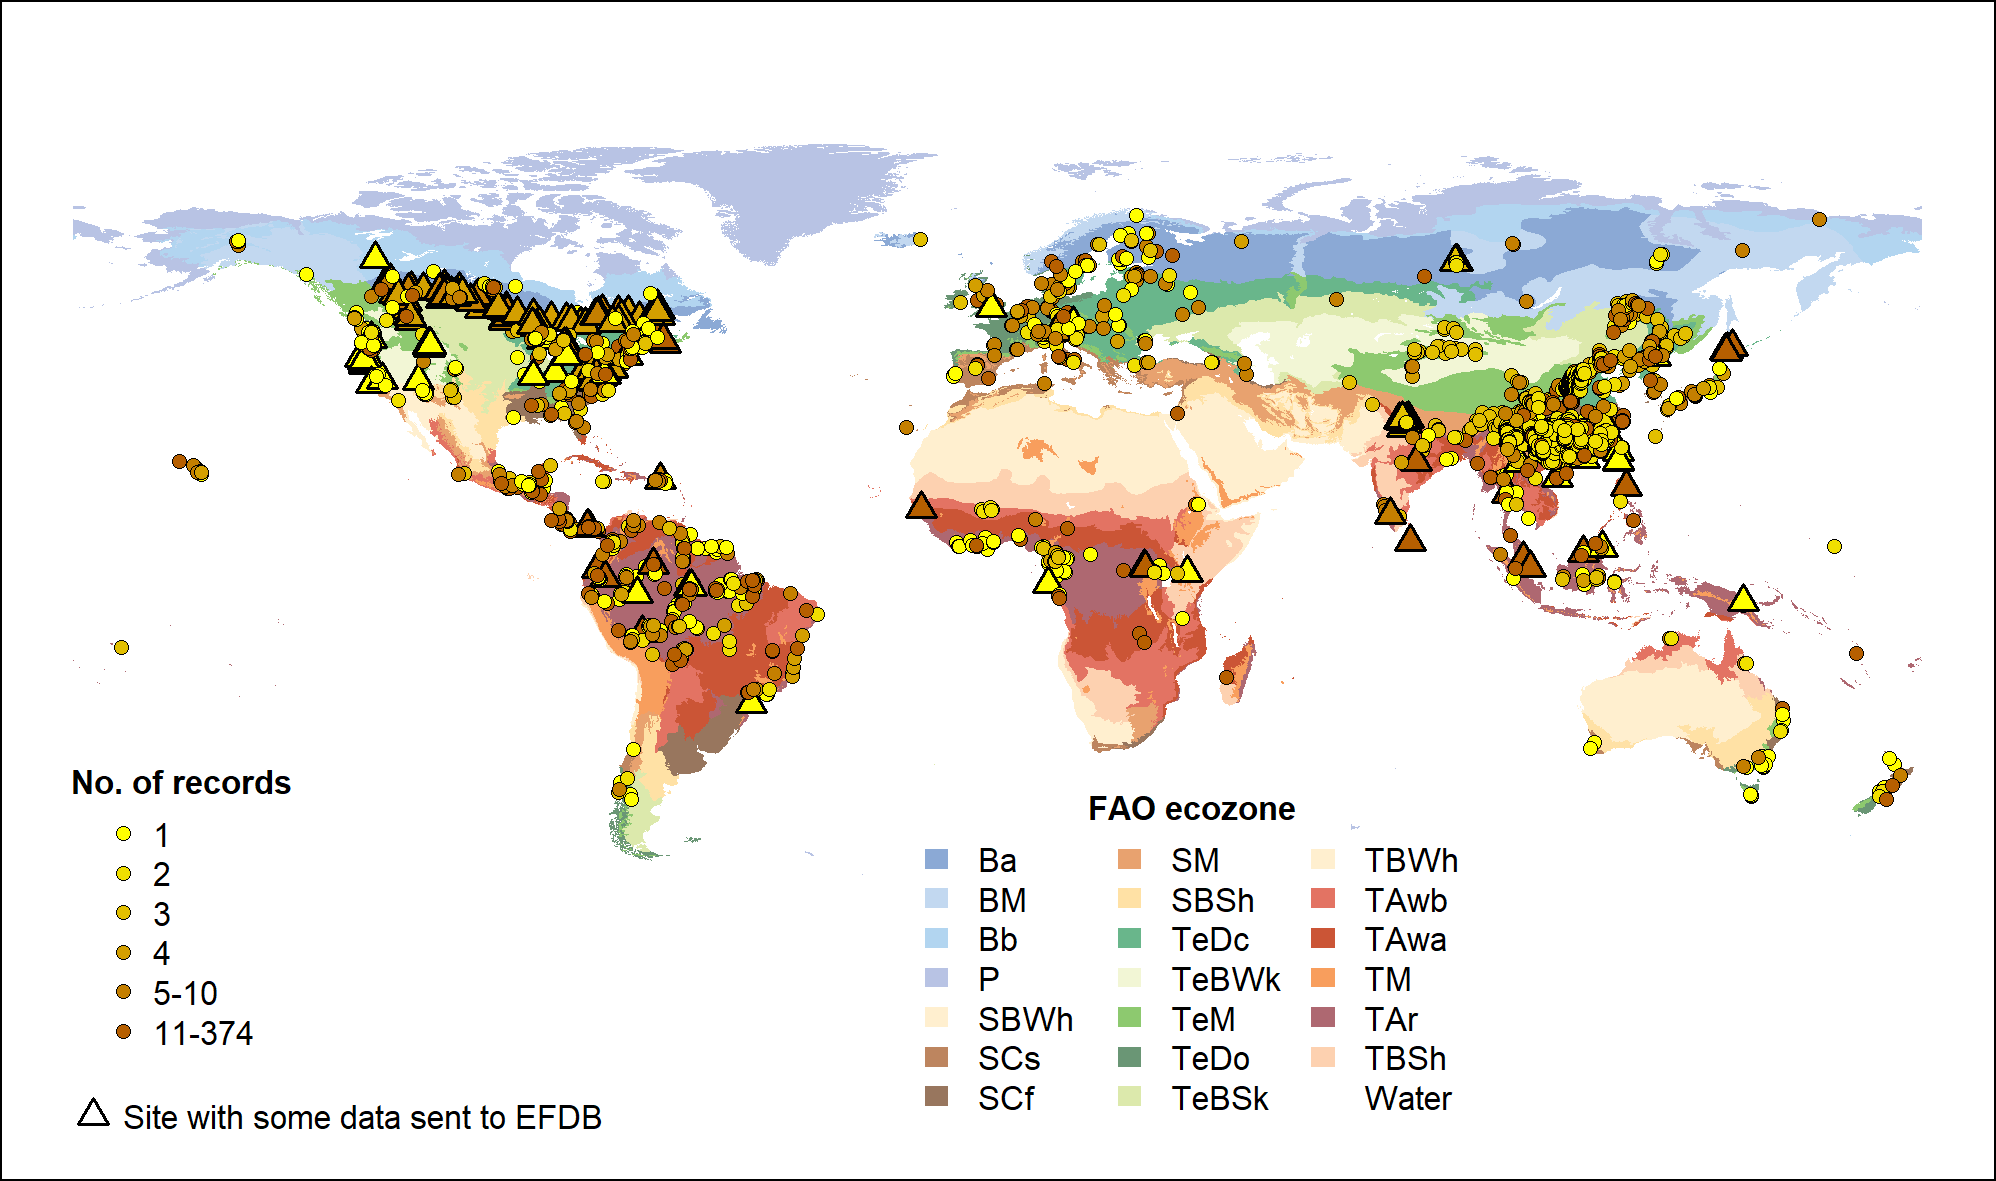 No. of records
1
2
3
4
5-10
11-374
Site with some data sent to EFDB
FAO ecozone
Ba
BM
Bb
P
SBWh
SCs
SCf
SM
SBSh
TeDc
TeBWk
TeM
TeDo
TeBSk
TBWh
TAwb
TAwa
TM
TAr
TBSh
Water